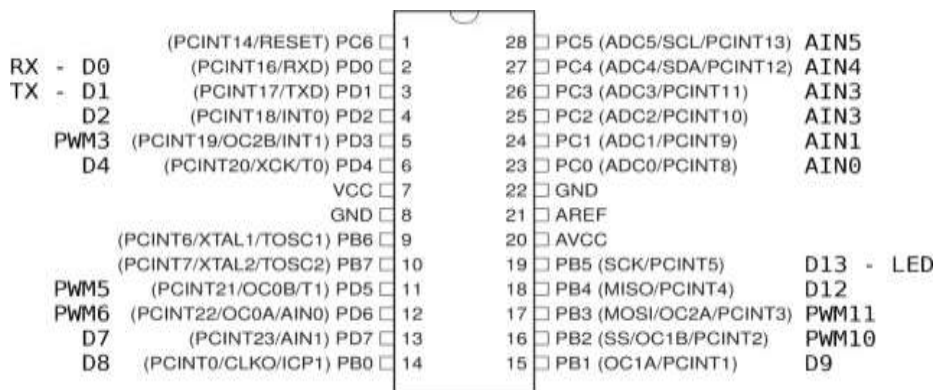 (PCINT14/RESET) PC6 1 28 PC5 (ADC5/SCL/PCINT13) AIN5
RX - D0 (PCINT16/RXD) PD0 2 27 PC4 (ADC4/SDA/PCINT12) AIN4
TX - D1 (PCINT17/TXD) PD1 3 26 PC3 (ADC3/PCINT11) AIN3
D2 (PCINT18/INT0) PD2 4 25 PC2 (ADC2/PCINT10) AIN3
PWM3 (PCINT19/OC2B/INT1) PD3 5 24 PC1 (ADC1/PCINT9) AIN1
D4 (PCINT20/XCK/T0) PD4 6 23 PC0 (ADC0/PCINT8) AIN0
VCC 7 22 GND
GND 8 21 AREF
(PCINT6/XTAL1/TOSC1) PB6 9 20 AVCC
(PCINT7/XTAL2/TOSC2) PB7 10 19 PB5 (SCK/PCINT5) D13 - LED
PWM5 (PCINT21/OC0B/T1) PD5 11 18 PB4 (MISO/PCINT4) D12
PWM6 (PCINT22/OC0A/AIN0) PD6 12 17 PB3 (MOSI/OC2A/PCINT3) PWM11
D7 (PCINT23/AIN1) PD7 13 16 PB2 (SS/OC1B/PCINT2) PWM10
D8 (PCINT0/CLKO/ICP1) PB0 14 15 PB1 (OC1A/PCINT1) D9